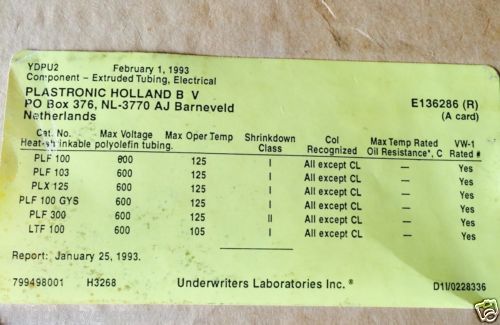 YDPU2 February 1, 1993
Component – Extruded Tubing, Electrical
PLASTRONIC HOLLAND B V E136286 (R)
PO Box 376, NL-3770 AJ Barneveld (A card)
Netherlands
Cat. No. Max Voltage Max Oper Temp Shrinkdown Class Col Recognized Max Temp Rated Oil Resistance*, C VW-1 Rated #
Heat-shrinkable polyolefin tubing.
PLF 100 600 125 I All except CL — Yes
PLF 103 600 125 I All except CL — Yes
PLX 125 600 125 I All except CL — Yes
PLF 100 GYS 600 125 I All except CL — Yes
PLF 300 600 125 II All except CL — Yes
LTF 100 600 105 I All except CL — Yes
Report: January 25, 1993.
799498001 H3268 Underwriters Laboratories Inc.® D1I/0228336